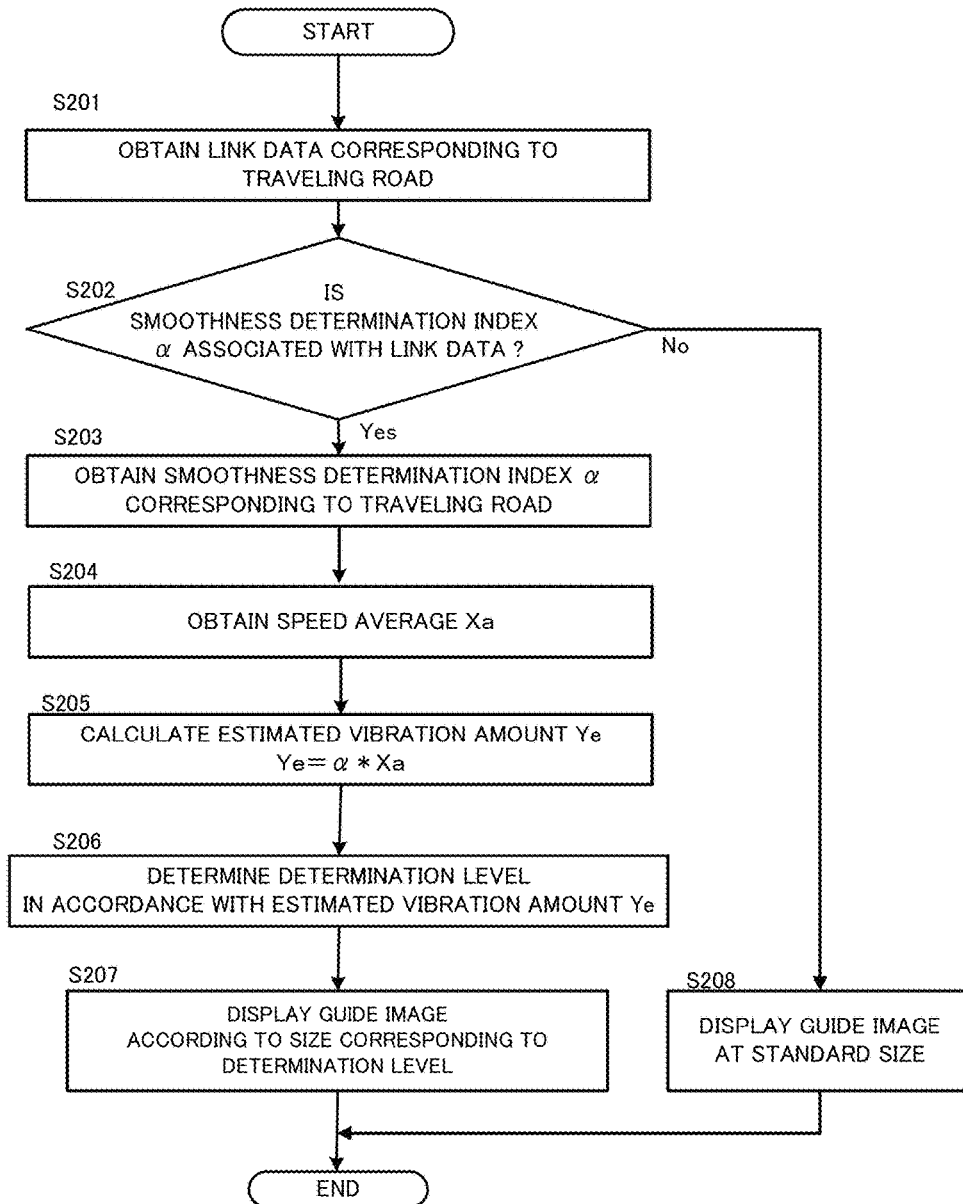 START
S201
OBTAIN LINK DATA CORRESPONDING TO
TRAVELING ROAD
S202
IS
SMOOTHNESS DETERMINATION INDEX
α ASSOCIATED WITH LINK DATA ?
No
Yes
S203
OBTAIN SMOOTHNESS DETERMINATION INDEX α
CORRESPONDING TO TRAVELING ROAD
S204
OBTAIN SPEED AVERAGE Xa
S205
CALCULATE ESTIMATED VIBRATION AMOUNT Ye
Ye＝α＊Xa
S206
DETERMINE DETERMINATION LEVEL
IN ACCORDANCE WITH ESTIMATED VIBRATION AMOUNT Ye
S207
DISPLAY GUIDE IMAGE
ACCORDING TO SIZE CORRESPONDING TO
DETERMINATION LEVEL
S208
DISPLAY GUIDE IMAGE
AT STANDARD SIZE
END